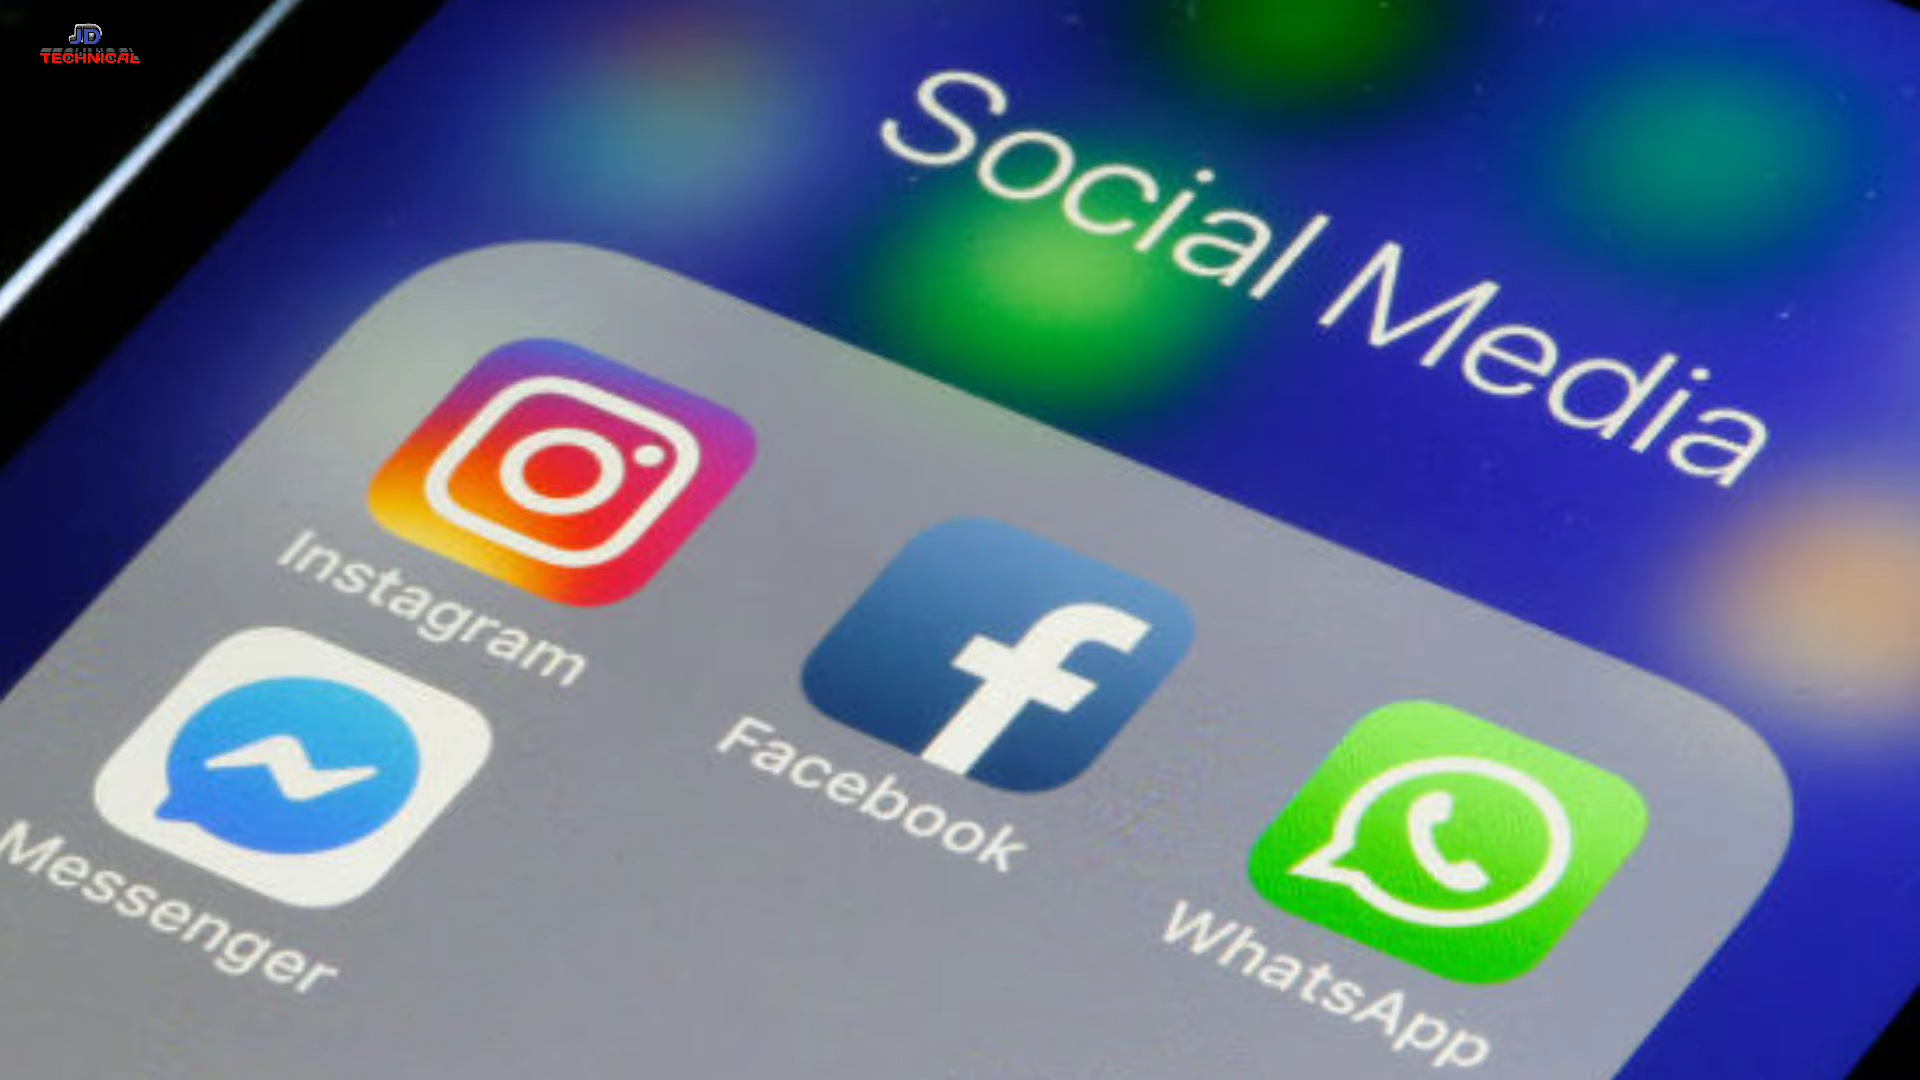 JD
TECHNICAL
Social Media
Instagram
Facebook
WhatsApp
Messenger